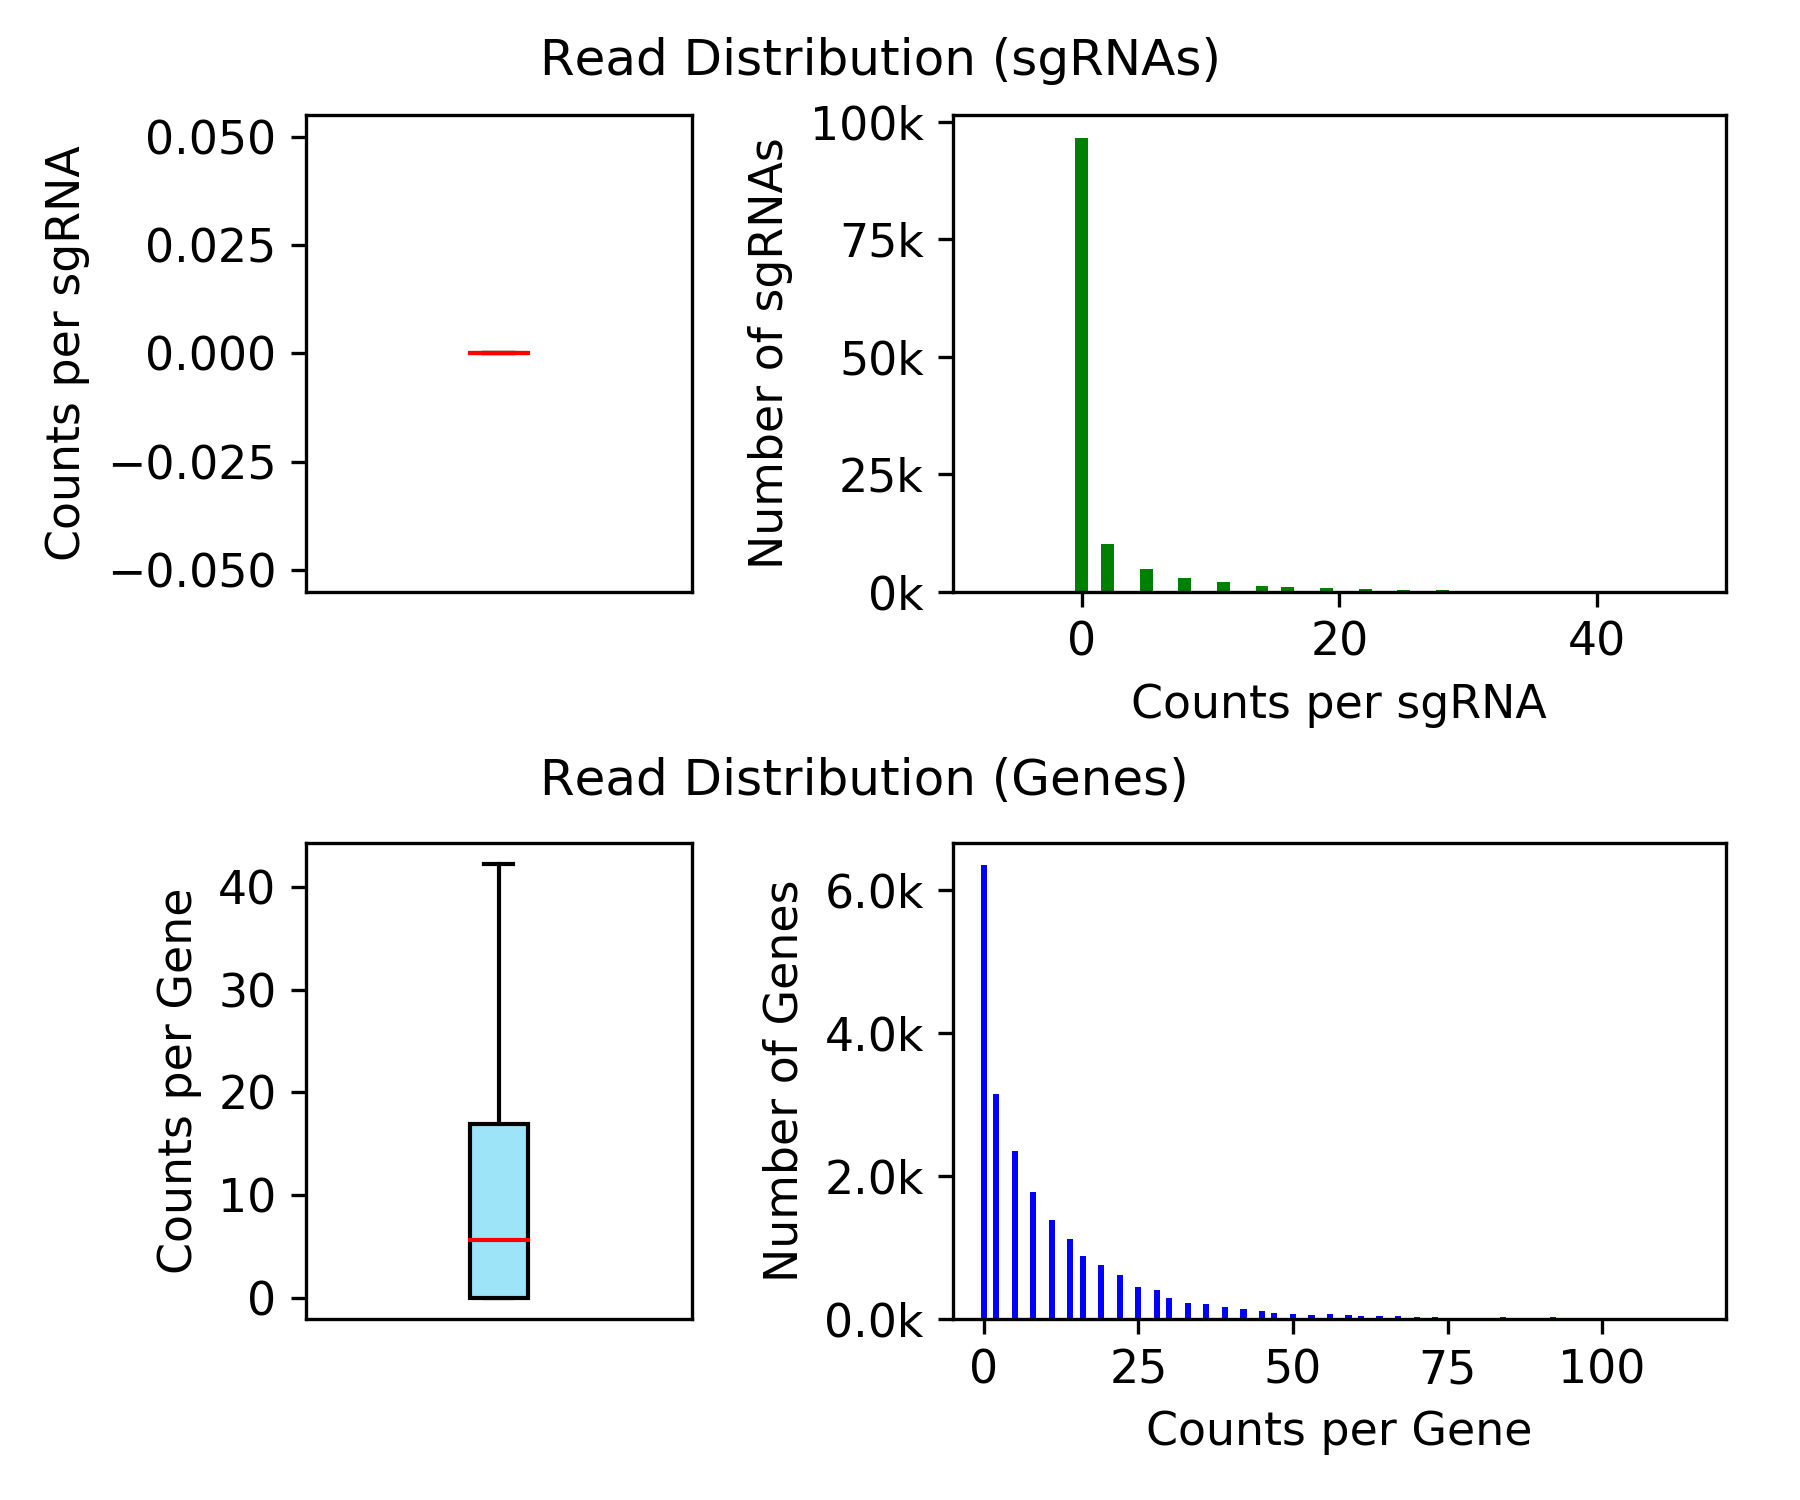 Read Distribution (sgRNAs)
Counts per sgRNA
0.050
0.025
0.000
−0.025
−0.050
Number of sgRNAs
100k
75k
50k
25k
0k
0 20 40
Counts per sgRNA
Read Distribution (Genes)
Counts per Gene
40
30
20
10
0
Number of Genes
6.0k
4.0k
2.0k
0.0k
0 25 50 75 100
Counts per Gene